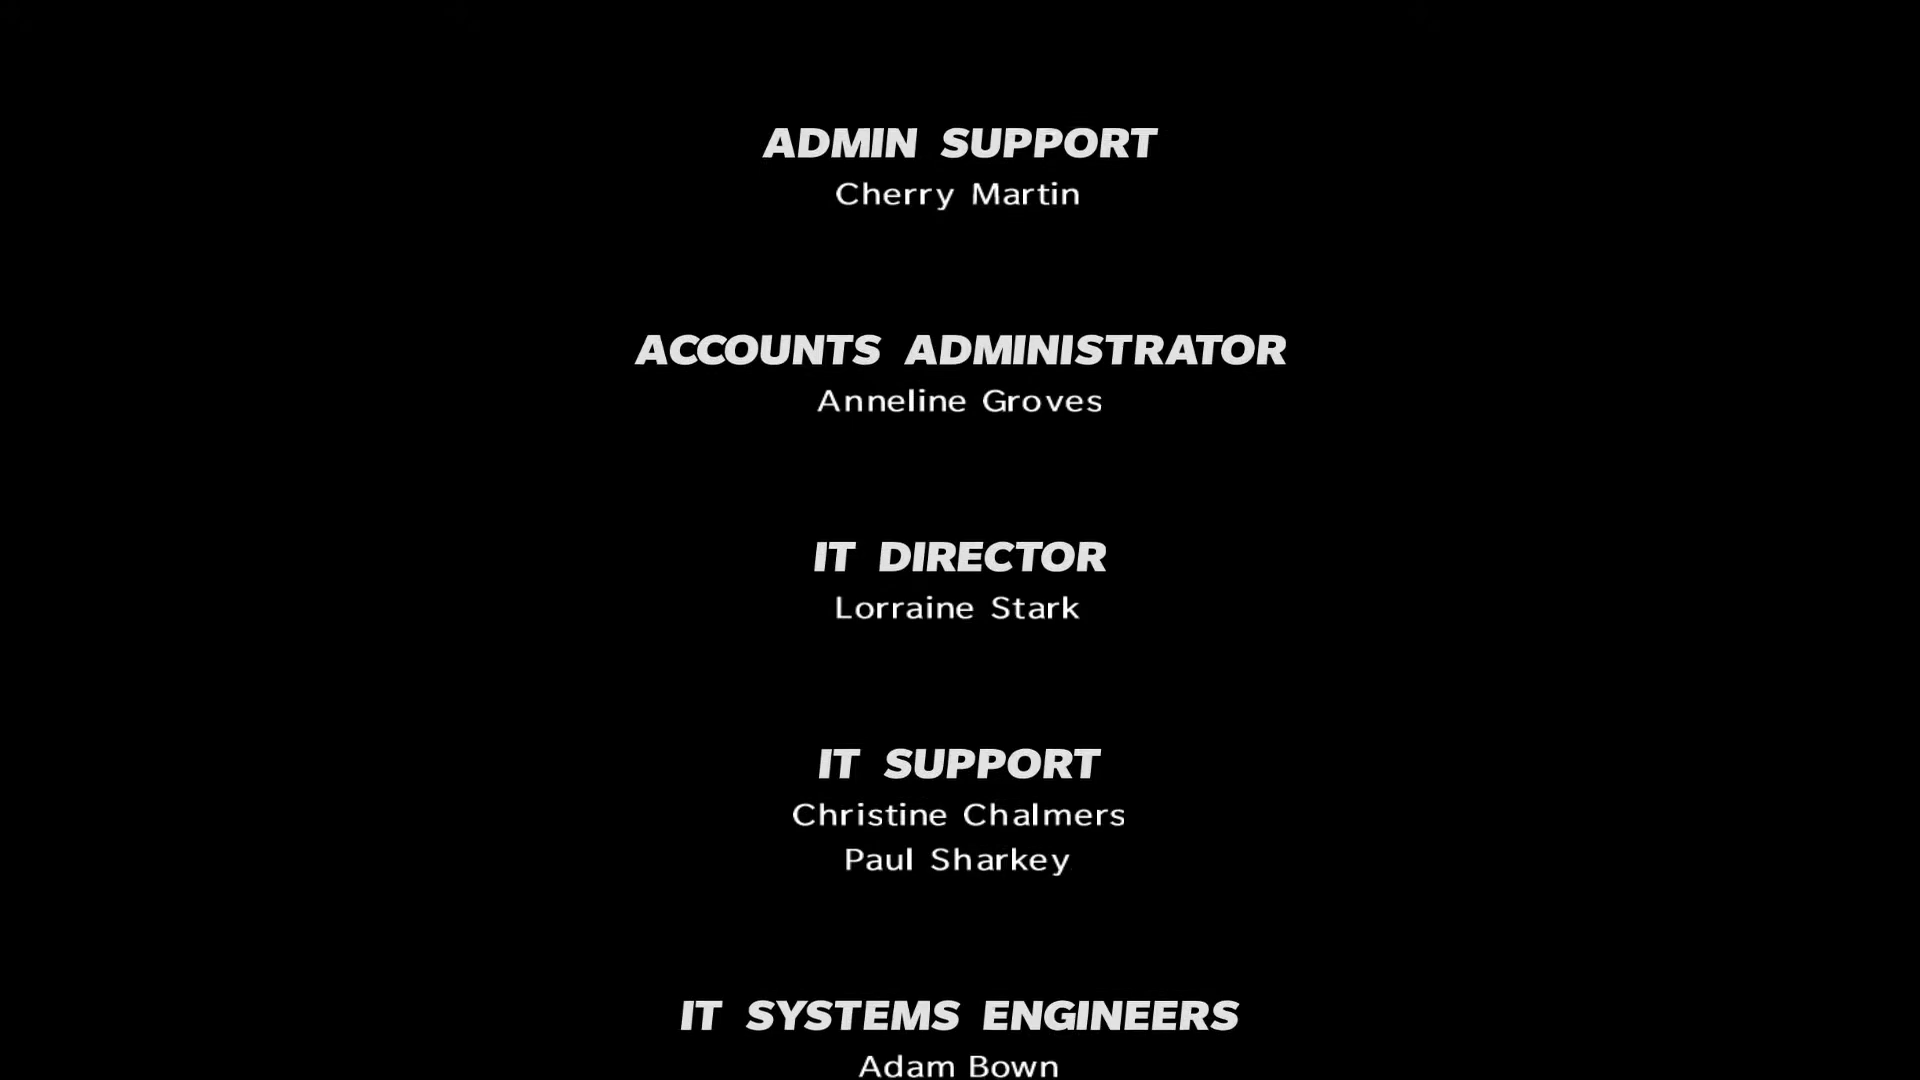 ADMIN SUPPORT
Cherry Martin
ACCOUNTS ADMINISTRATOR
Anneline Groves
IT DIRECTOR
Lorraine Stark
IT SUPPORT
Christine Chalmers
Paul Sharkey
IT SYSTEMS ENGINEERS
Adam Bown